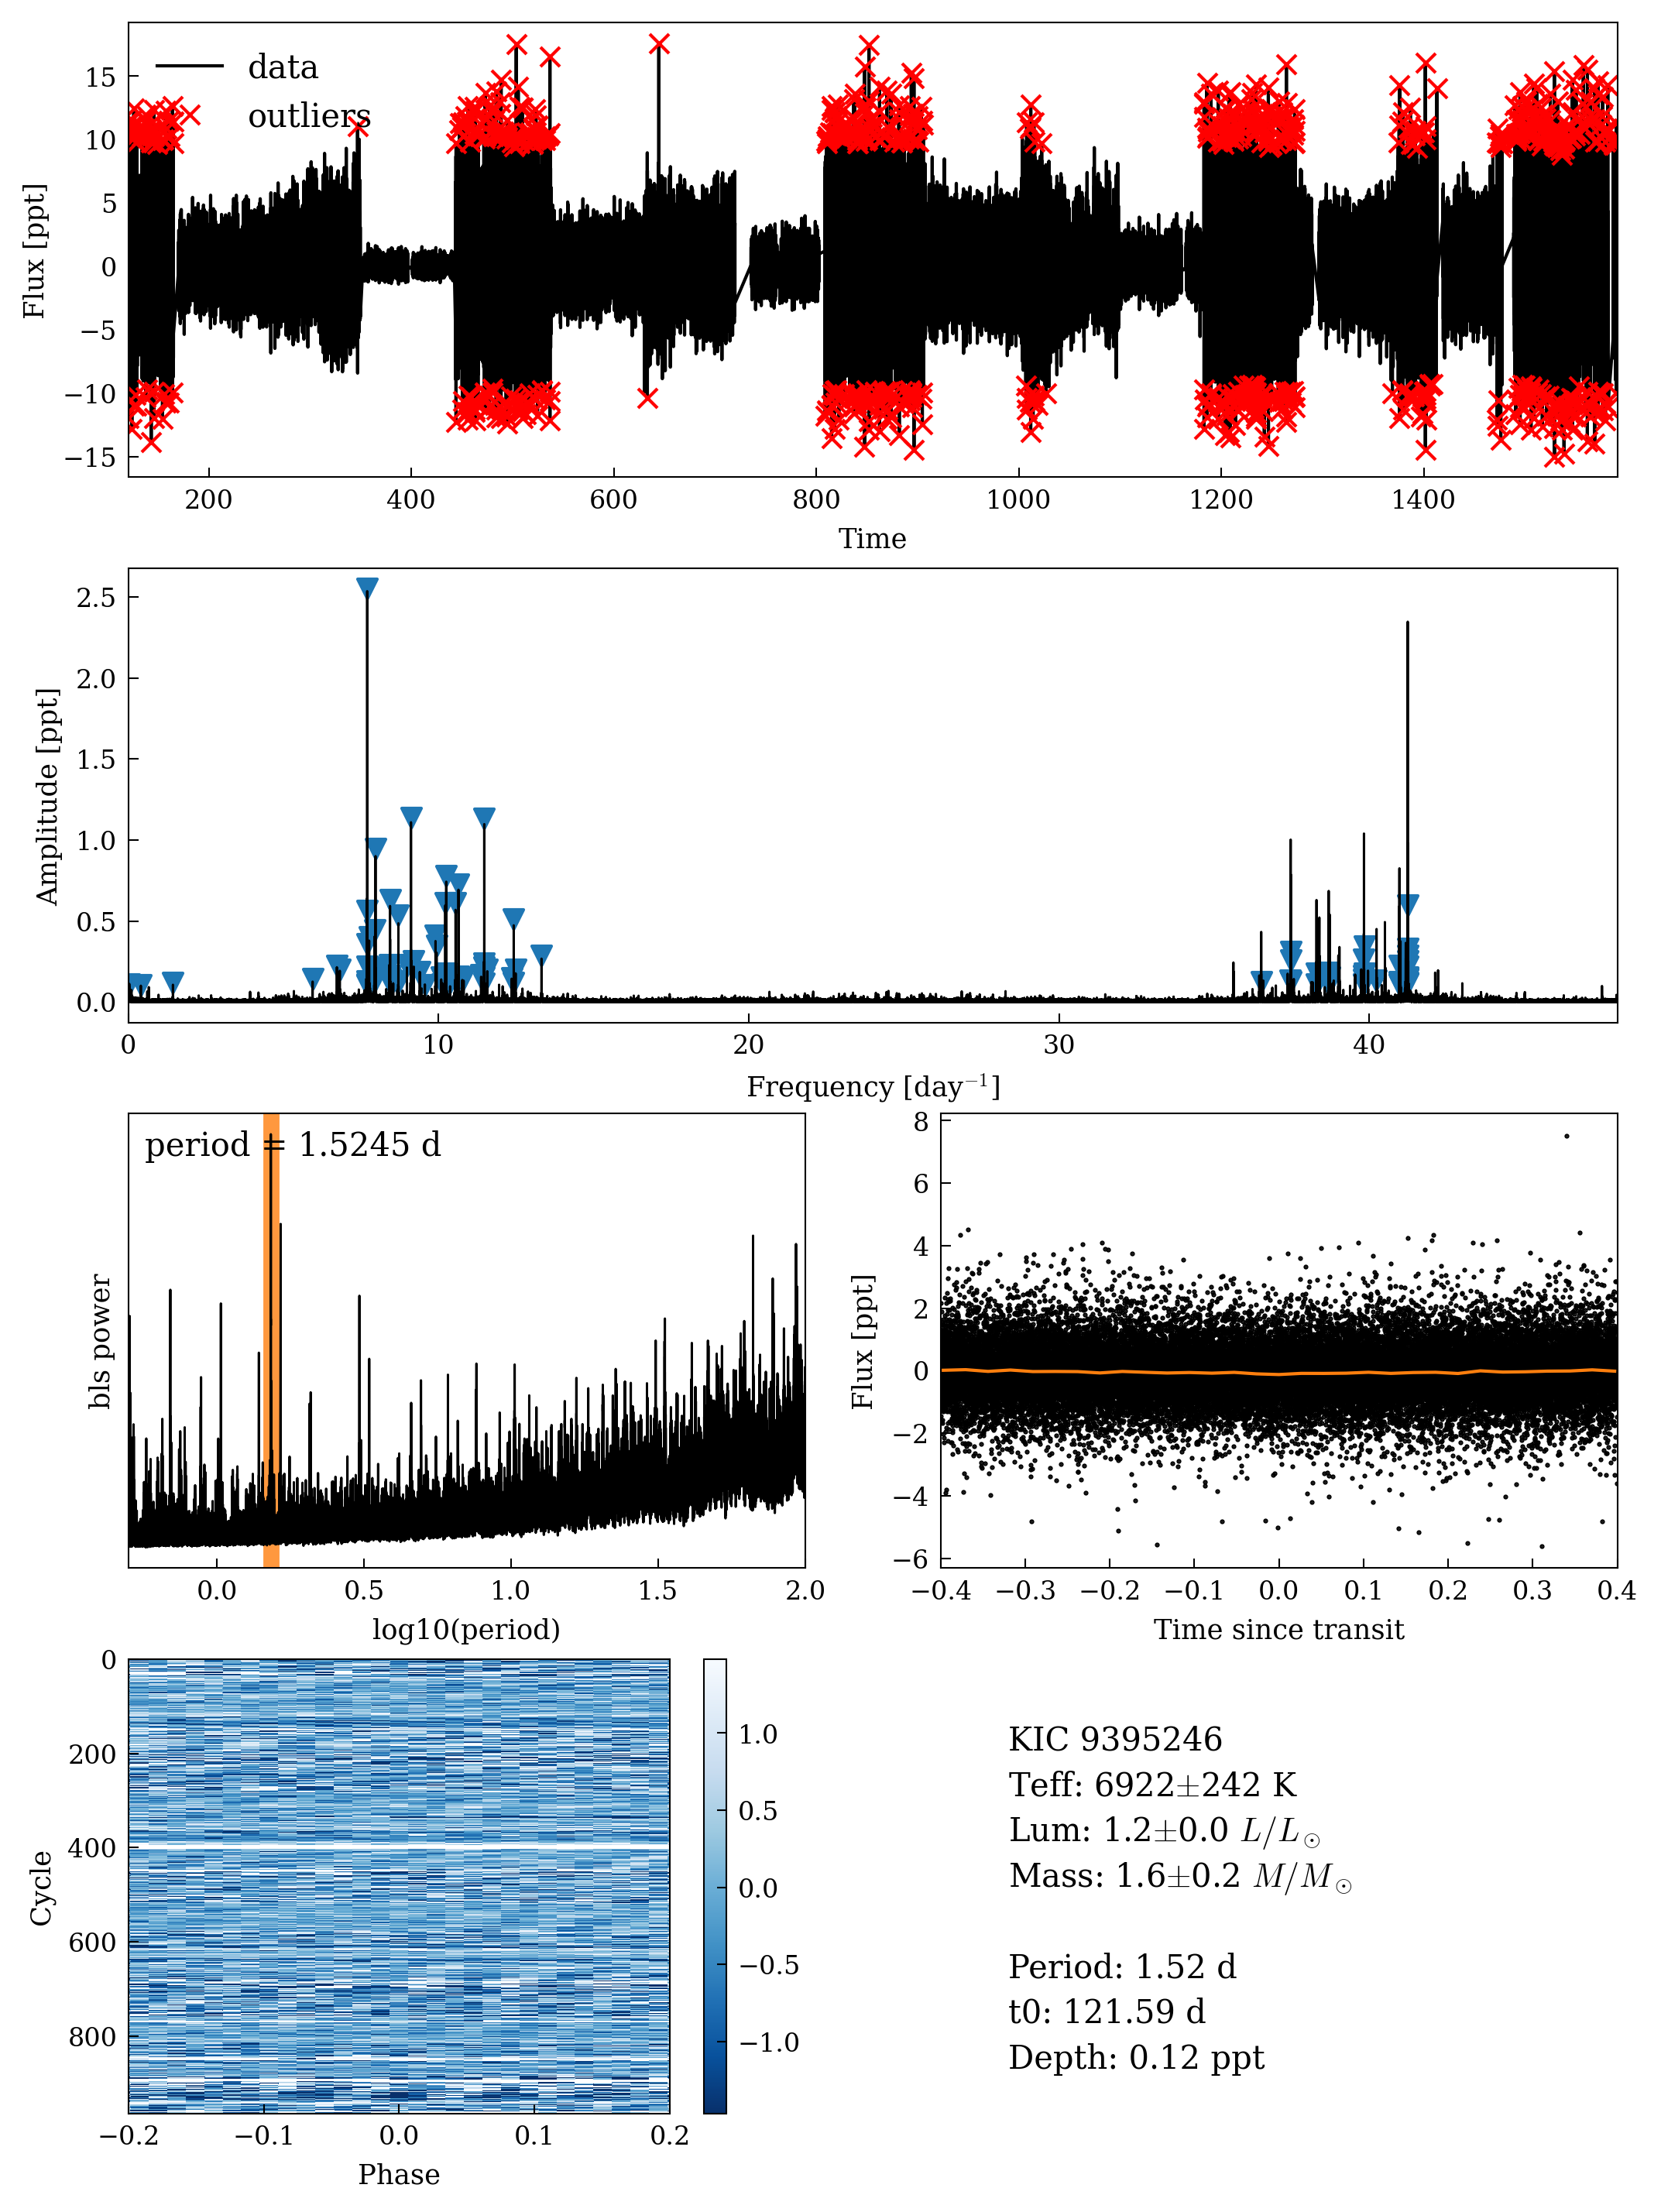 data
outliers
15
10
5
0
−5
−10
−15
Flux [ppt]
200 400 600 800 1000 1200 1400
Time
2.5
2.0
1.5
1.0
0.5
0.0
Amplitude [ppt]
0 10 20 30 40
Frequency [day⁻¹]
period = 1.5245 d
bls power
0.0 0.5 1.0 1.5 2.0
log10(period)
8
6
4
2
0
−2
−4
−6
Flux [ppt]
−0.4 −0.3 −0.2 −0.1 0.0 0.1 0.2 0.3 0.4
Time since transit
0
200
400
600
800
Cycle
−0.2 −0.1 0.0 0.1 0.2
Phase
1.0
0.5
0.0
−0.5
−1.0
KIC 9395246
Teff: 6922±242 K
Lum: 1.2±0.0 L/L⊙
Mass: 1.6±0.2 M/M⊙
Period: 1.52 d
t0: 121.59 d
Depth: 0.12 ppt